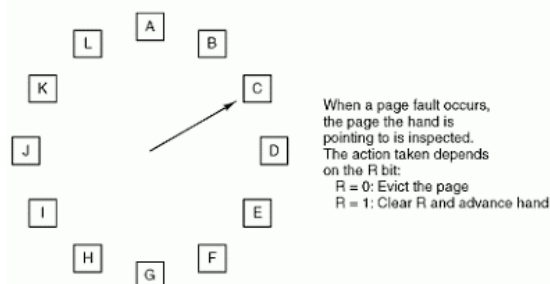 A
B
C
D
E
F
G
H
I
J
K
L
When a page fault occurs,
the page the hand is
pointing to is inspected.
The action taken depends
on the R bit:
R = 0: Evict the page
R = 1: Clear R and advance hand